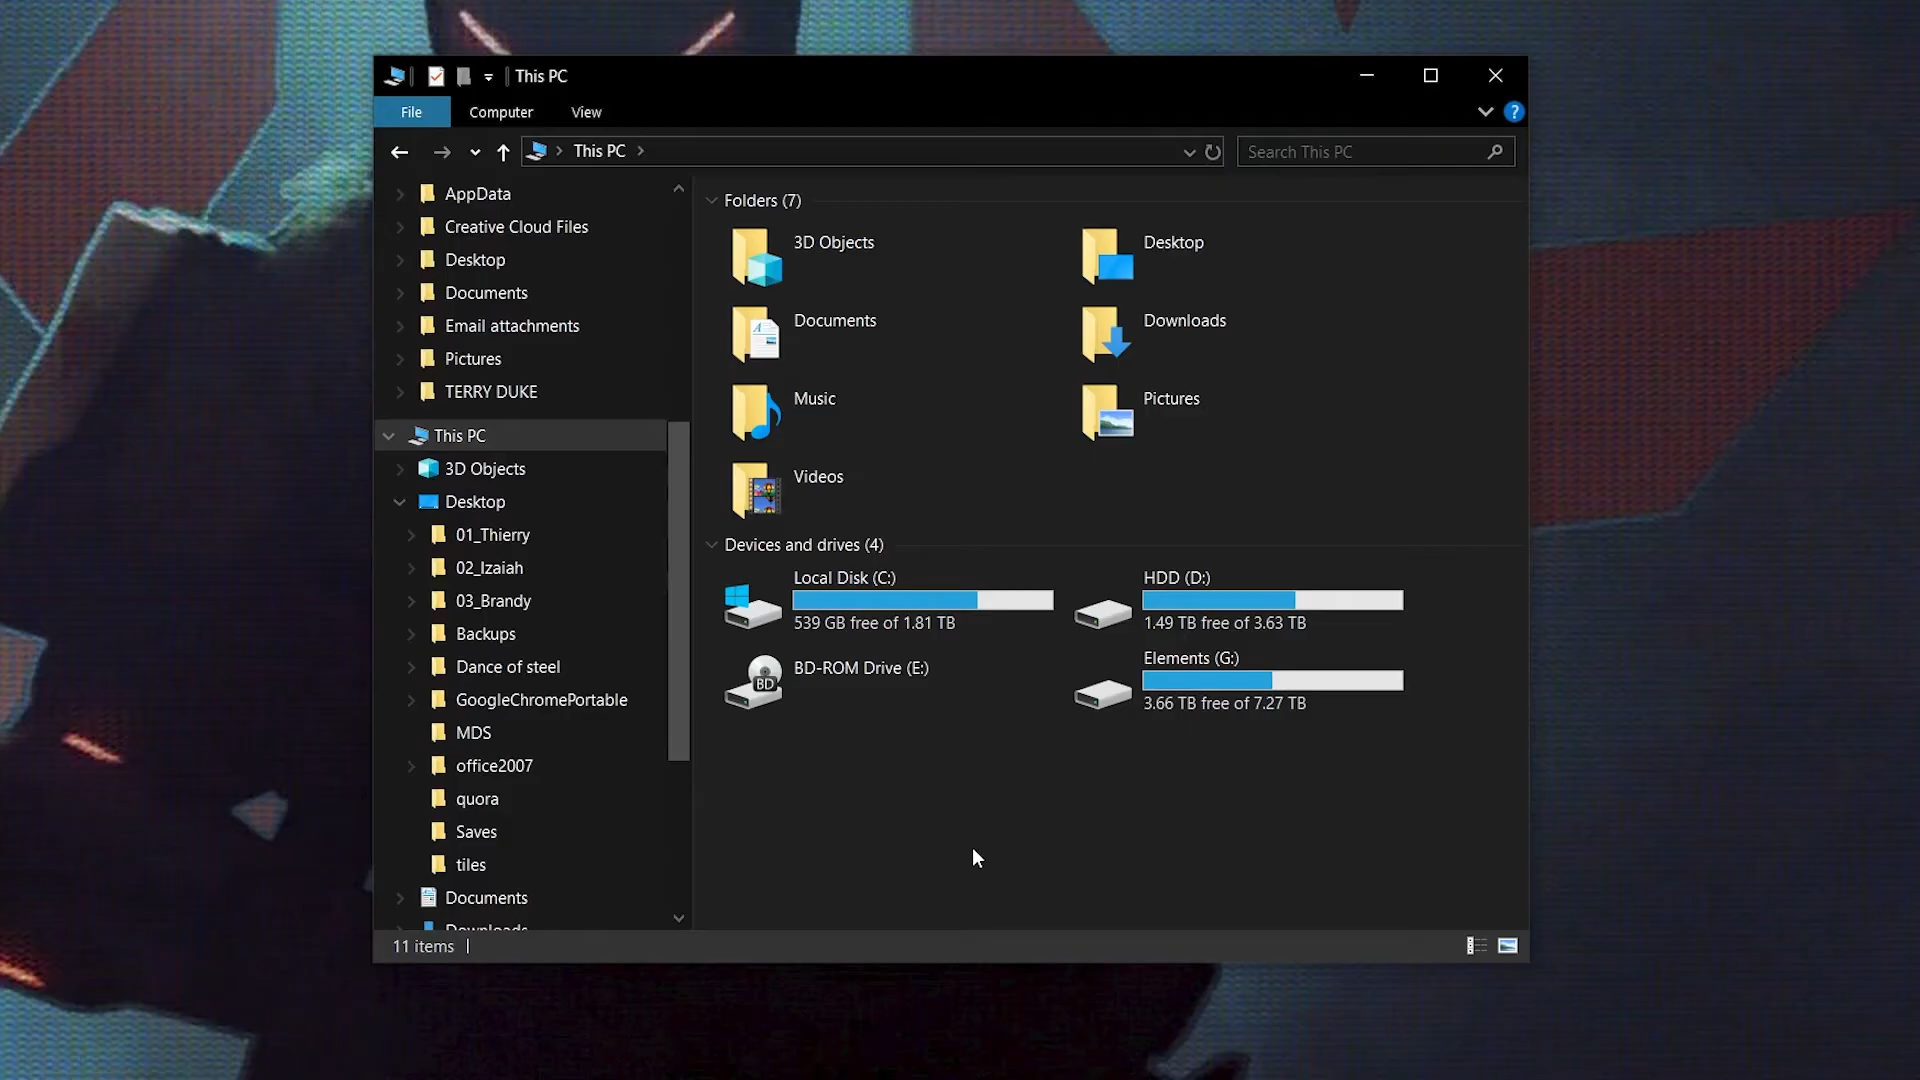 This PC
File
Computer
View
?
This PC
Search This PC
AppData
Creative Cloud Files
Desktop
Documents
Email attachments
Pictures
TERRY DUKE
This PC
3D Objects
Desktop
01_Thierry
02_Izaiah
03_Brandy
Backups
Dance of steel
GoogleChromePortable
MDS
office2007
quora
Saves
tiles
Documents
Downloads
Folders (7)
3D Objects
Desktop
Documents
Downloads
Music
Pictures
Videos
Devices and drives (4)
Local Disk (C:)
539 GB free of 1.81 TB
HDD (D:)
1.49 TB free of 3.63 TB
BD
BD-ROM Drive (E:)
Elements (G:)
3.66 TB free of 7.27 TB
11 items